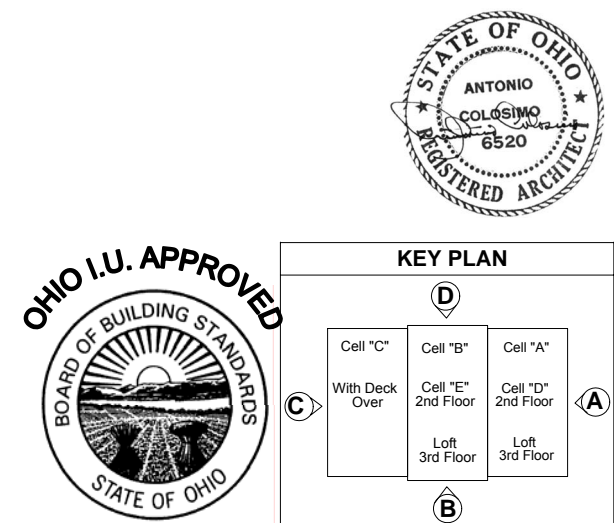 STATE OF OHIO
ANTONIO
COLOSIMO
6520
REGISTERED ARCHITECT
OHIO I.U. APPROVED
BOARD OF BUILDING STANDARDS
STATE OF OHIO
KEY PLAN
D
Cell "C"
Cell "B"
Cell "A"
With Deck
Over
Cell "E"
2nd Floor
Cell "D"
2nd Floor
C
A
Loft
3rd Floor
Loft
3rd Floor
B